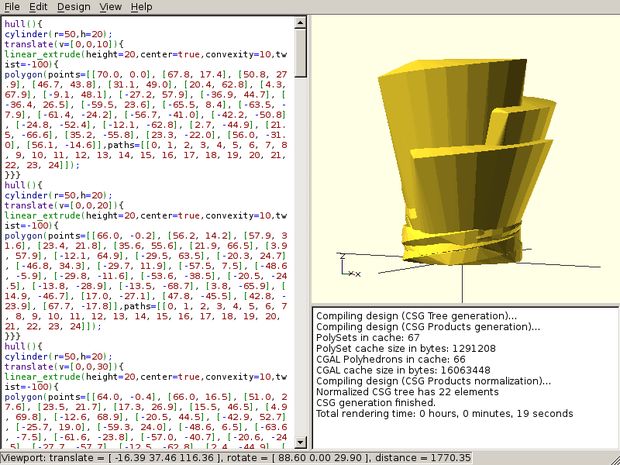 File Edit Design View Help
hull(){
cylinder(r=50,h=20);
translate(v=[0,0,10]){
linear_extrude(height=20,center=true,convexity=10,tw
ist=-100){
polygon(points=[[70.0, 0.0], [67.8, 17.4], [50.8, 27
.9], [46.7, 43.8], [31.1, 49.0], [20.4, 62.8], [4.3,
67.9], [-9.1, 48.1], [-27.2, 57.9], [-36.9, 44.7], [
-36.4, 26.5], [-59.5, 23.6], [-65.5, 8.4], [-63.5, -
7.9], [-61.4, -24.2], [-56.7, -41.0], [-42.2, -50.8]
, [-24.8, -52.4], [-12.1, -62.8], [2.7, -44.9], [21.
5, -66.6], [35.2, -55.8], [23.3, -22.0], [56.0, -31.
0], [56.1, -14.6]],paths=[[0, 1, 2, 3, 4, 5, 6, 7, 8
, 9, 10, 11, 12, 13, 14, 15, 16, 17, 18, 19, 20, 21,
22, 23, 24]]);
}}}
hull(){
cylinder(r=50,h=20);
translate(v=[0,0,20]){
linear_extrude(height=20,center=true,convexity=10,tw
ist=-100){
polygon(points=[[66.0, -0.2], [56.2, 14.2], [57.9, 3
1.6], [23.4, 21.8], [35.6, 55.6], [21.9, 66.5], [3.9
, 57.9], [-12.1, 64.9], [-29.5, 63.5], [-20.3, 24.7]
, [-46.8, 34.3], [-29.7, 11.9], [-57.5, 7.5], [-48.6
, -5.9], [-29.8, -11.6], [-53.6, -38.5], [-20.5, -24
.5], [-13.8, -28.9], [-13.5, -68.7], [3.8, -65.9], [
14.9, -46.7], [17.0, -27.1], [47.8, -45.5], [42.8, -
23.9], [67.7, -17.8]],paths=[[0, 1, 2, 3, 4, 5, 6, 7
, 8, 9, 10, 11, 12, 13, 14, 15, 16, 17, 18, 19, 20,
21, 22, 23, 24]]);
}}}
hull(){
cylinder(r=50,h=20);
translate(v=[0,0,30]){
linear_extrude(height=20,center=true,convexity=10,tw
ist=-100){
polygon(points=[[64.0, -0.4], [66.0, 16.5], [51.0, 2
7.6], [23.5, 21.7], [17.3, 26.9], [15.5, 46.5], [4.9
, 69.8], [-12.6, 68.9], [-20.5, 44.5], [-42.9, 52.7]
, [-25.7, 19.0], [-59.3, 24.0], [-48.6, 6.5], [-63.6
, -7.5], [-61.6, -23.8], [-57.0, -40.7], [-20.6, -24
z
x
Compiling design (CSG Tree generation)...
Compiling design (CSG Products generation)...
PolySets in cache: 67
PolySet cache size in bytes: 1291208
CGAL Polyhedrons in cache: 66
CGAL cache size in bytes: 16063448
Compiling design (CSG Products normalization)...
Normalized CSG tree has 22 elements
CSG generation finished.
Total rendering time: 0 hours, 0 minutes, 19 seconds
Viewport: translate = [ -16.39 37.46 116.36 ], rotate = [ 88.60 0.00 29.90 ], distance = 1770.35